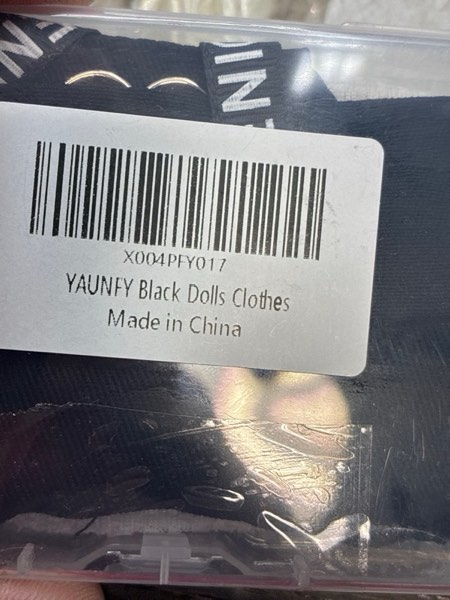 X004PFY017
YAUNFY Black Dolls Clothes
Made in China